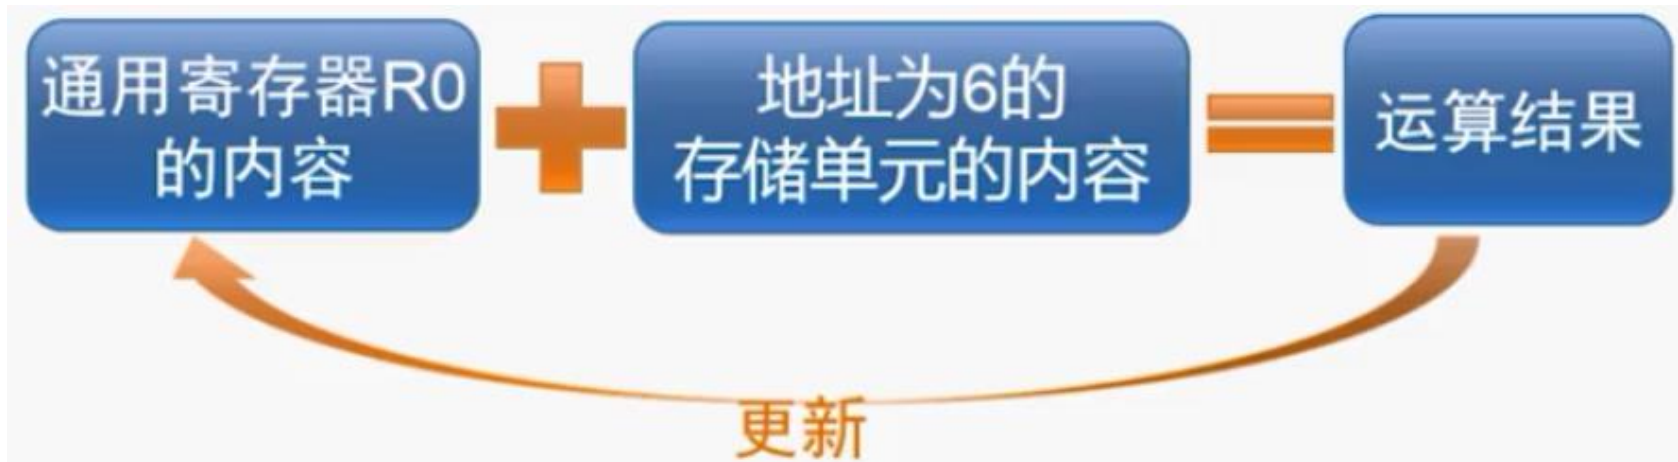 通用寄存器R0
的内容
地址为6的
存储单元的内容
运算结果
更新